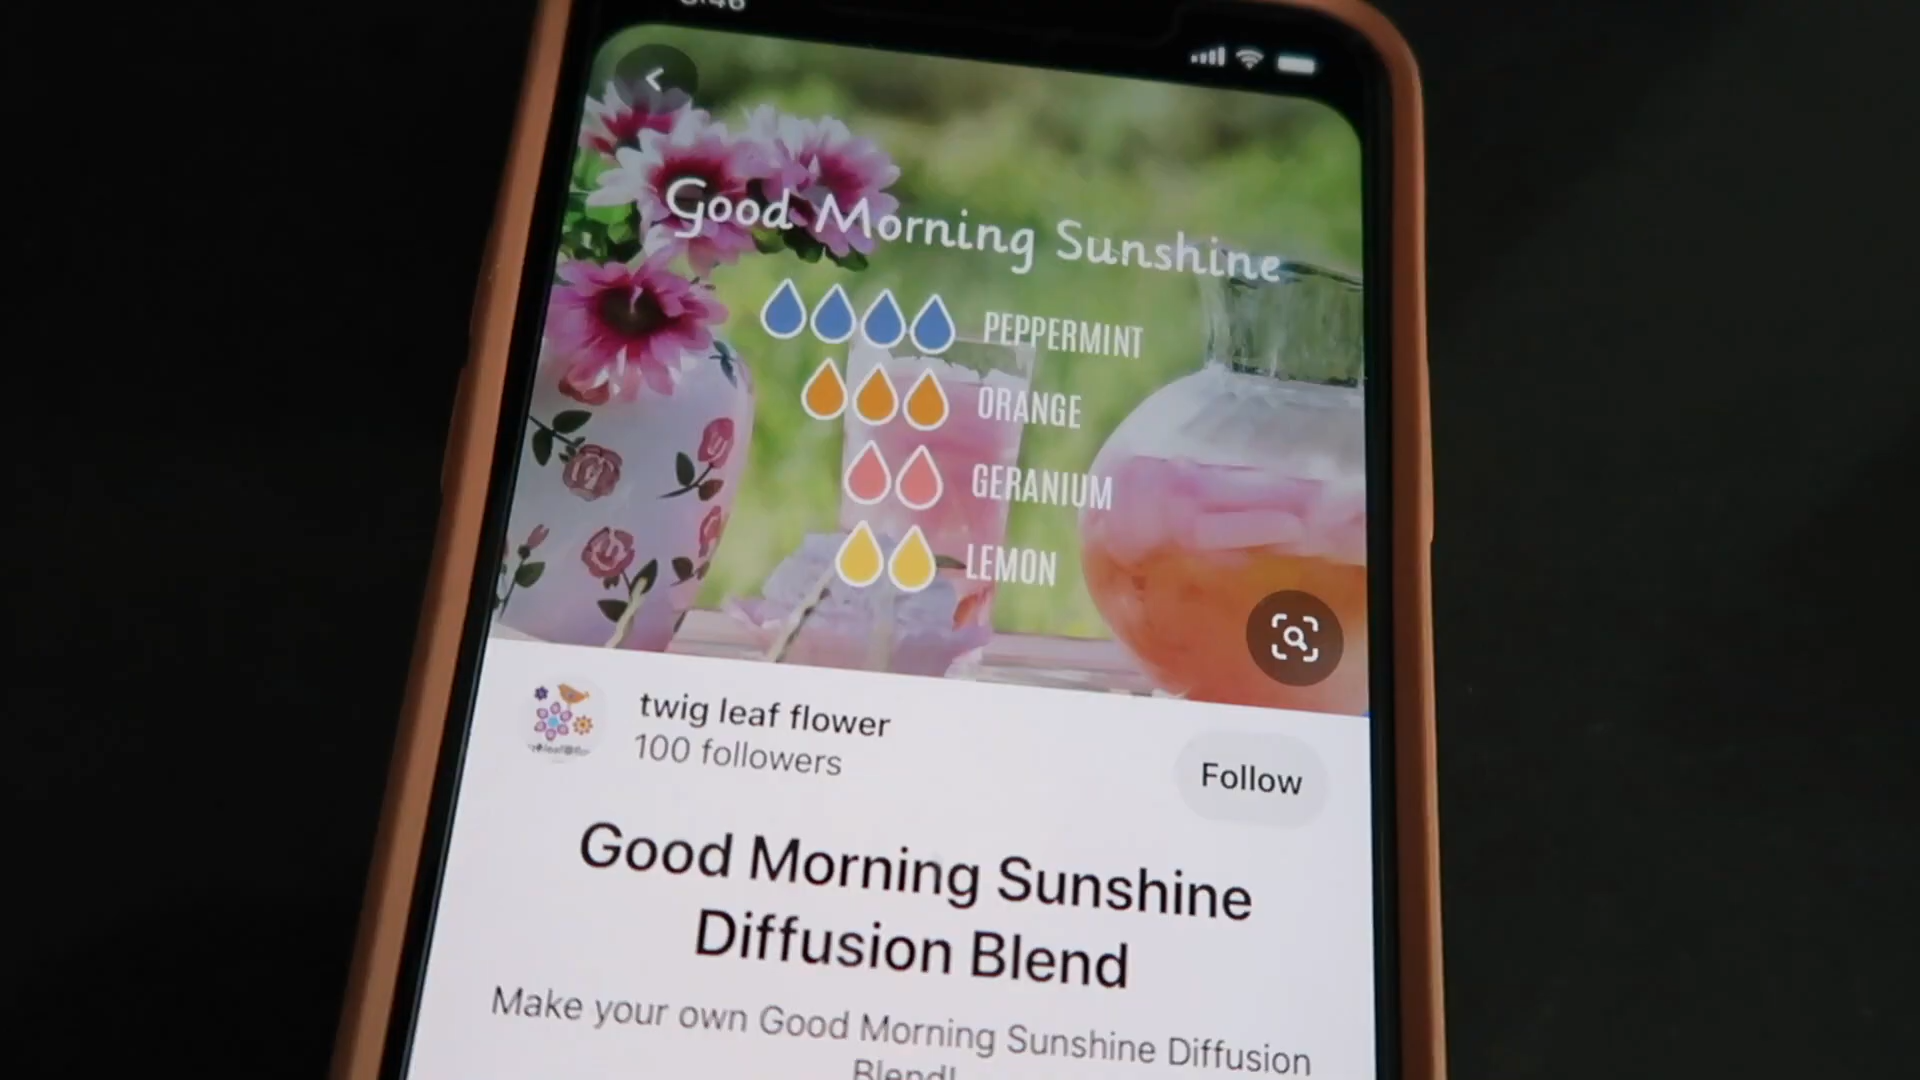 Good Morning Sunshine
PEPPERMINT
ORANGE
GERANIUM
LEMON
twig leaf flower
100 followers
Follow
Good Morning Sunshine
Diffusion Blend
Make your own Good Morning Sunshine Diffusion
Blend!